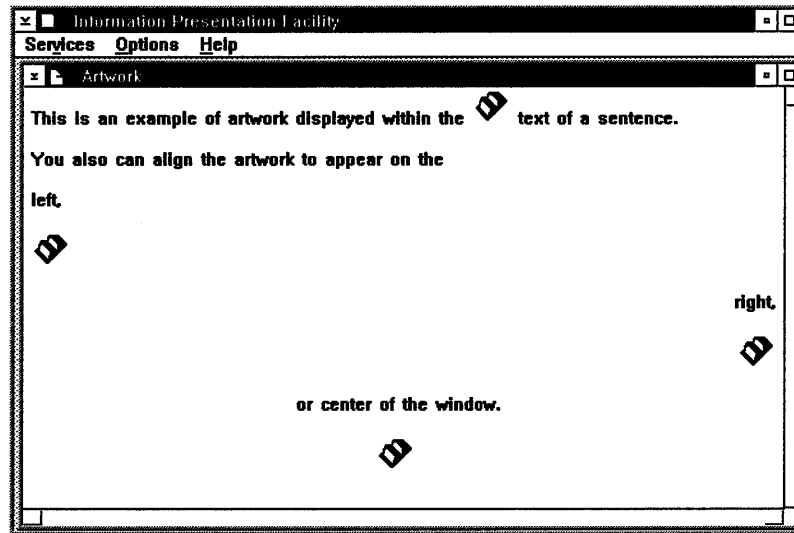 Information Presentation Facility
Services Options Help
Artwork
This is an example of artwork displayed within the text of a sentence.
You also can align the artwork to appear on the
left,
right,
or center of the window.